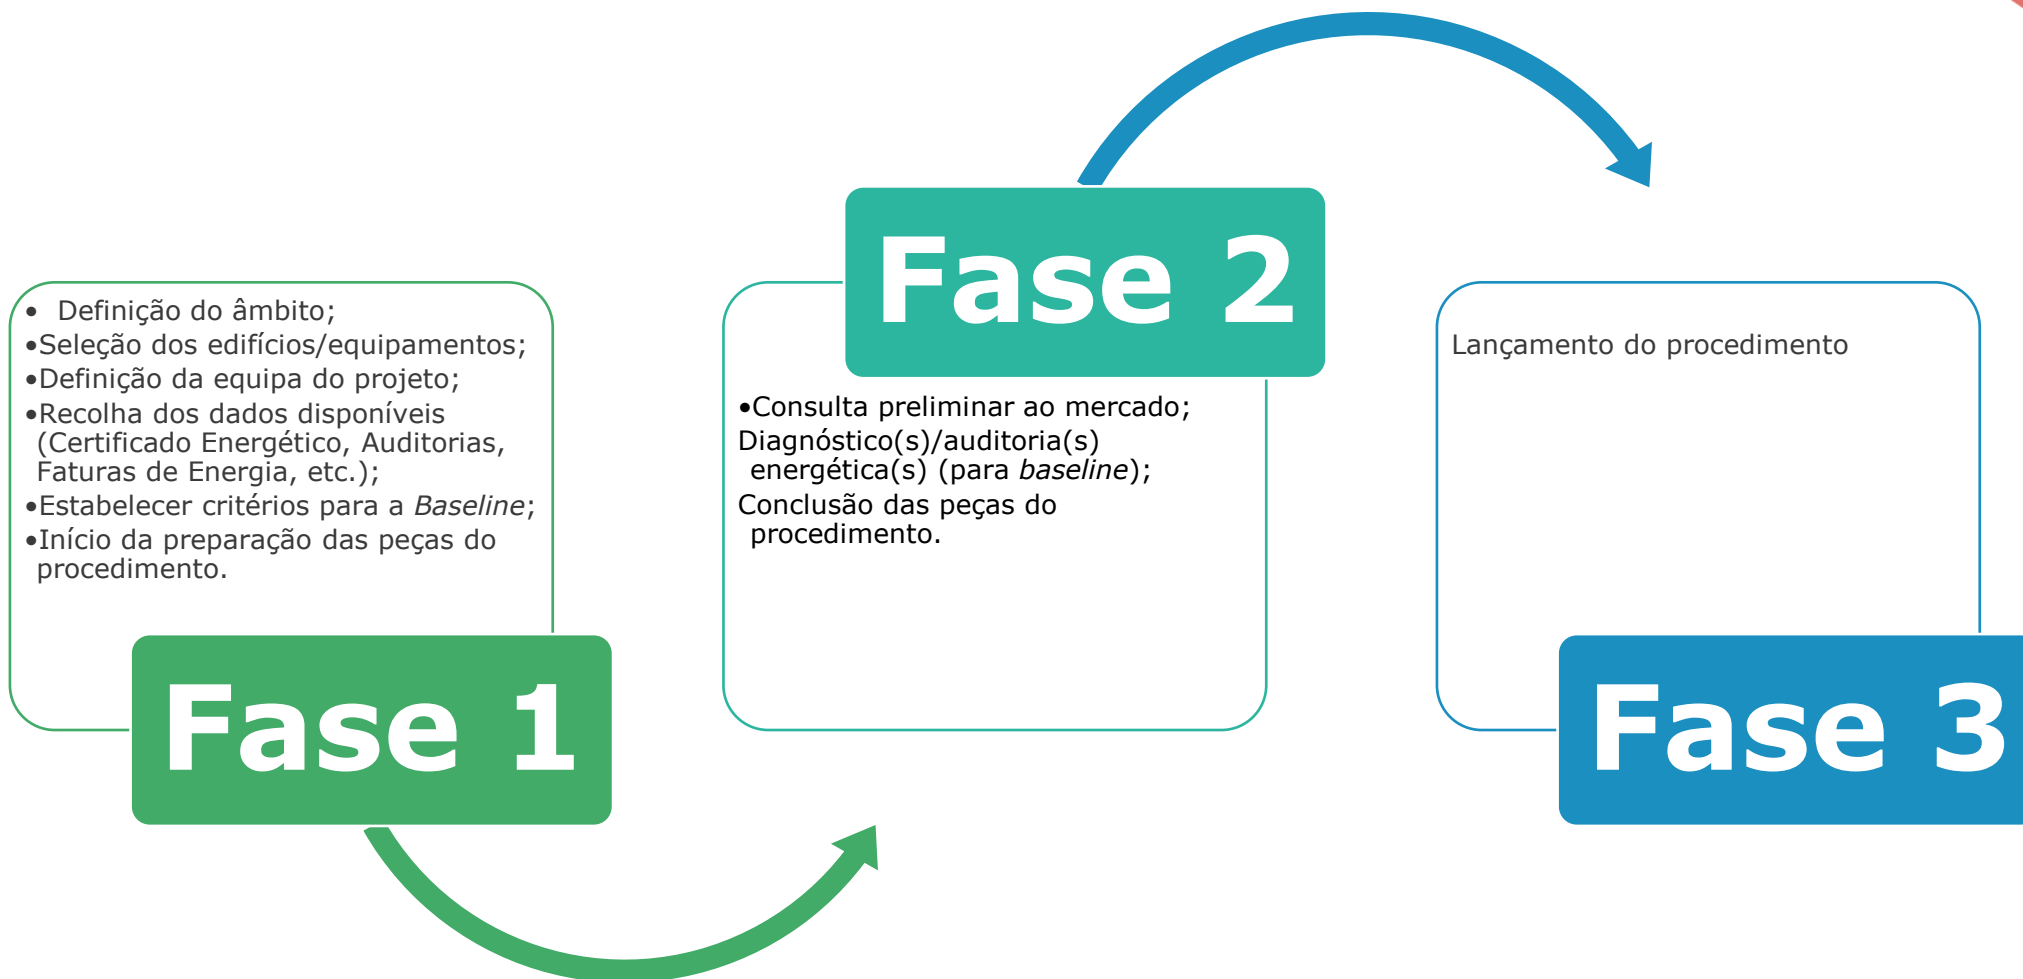 • Definição do âmbito;
•Seleção dos edifícios/equipamentos;
•Definição da equipa do projeto;
•Recolha dos dados disponíveis
(Certificado Energético, Auditorias,
Faturas de Energia, etc.);
•Estabelecer critérios para a Baseline;
•Início da preparação das peças do
procedimento.
Fase 1
Fase 2
•Consulta preliminar ao mercado;
Diagnóstico(s)/auditoria(s)
energética(s) (para baseline);
Conclusão das peças do
procedimento.
Lançamento do procedimento
Fase 3